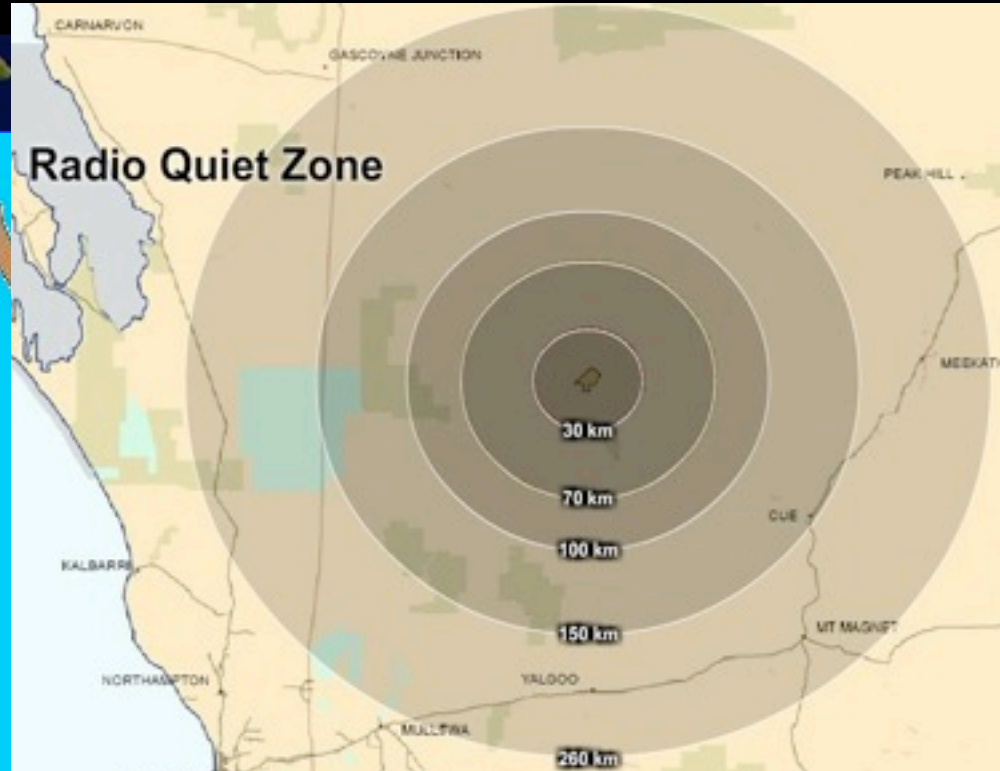 CARNARVON
GASCOYNE JUNCTION
Radio Quiet Zone
PEAK HILL
MEEKAT
30 km
70 km
CUE
100 km
KALBARRI
150 km
MT MAGNET
NORTHAMPTON
YALGOO
MULLEWA
260 km